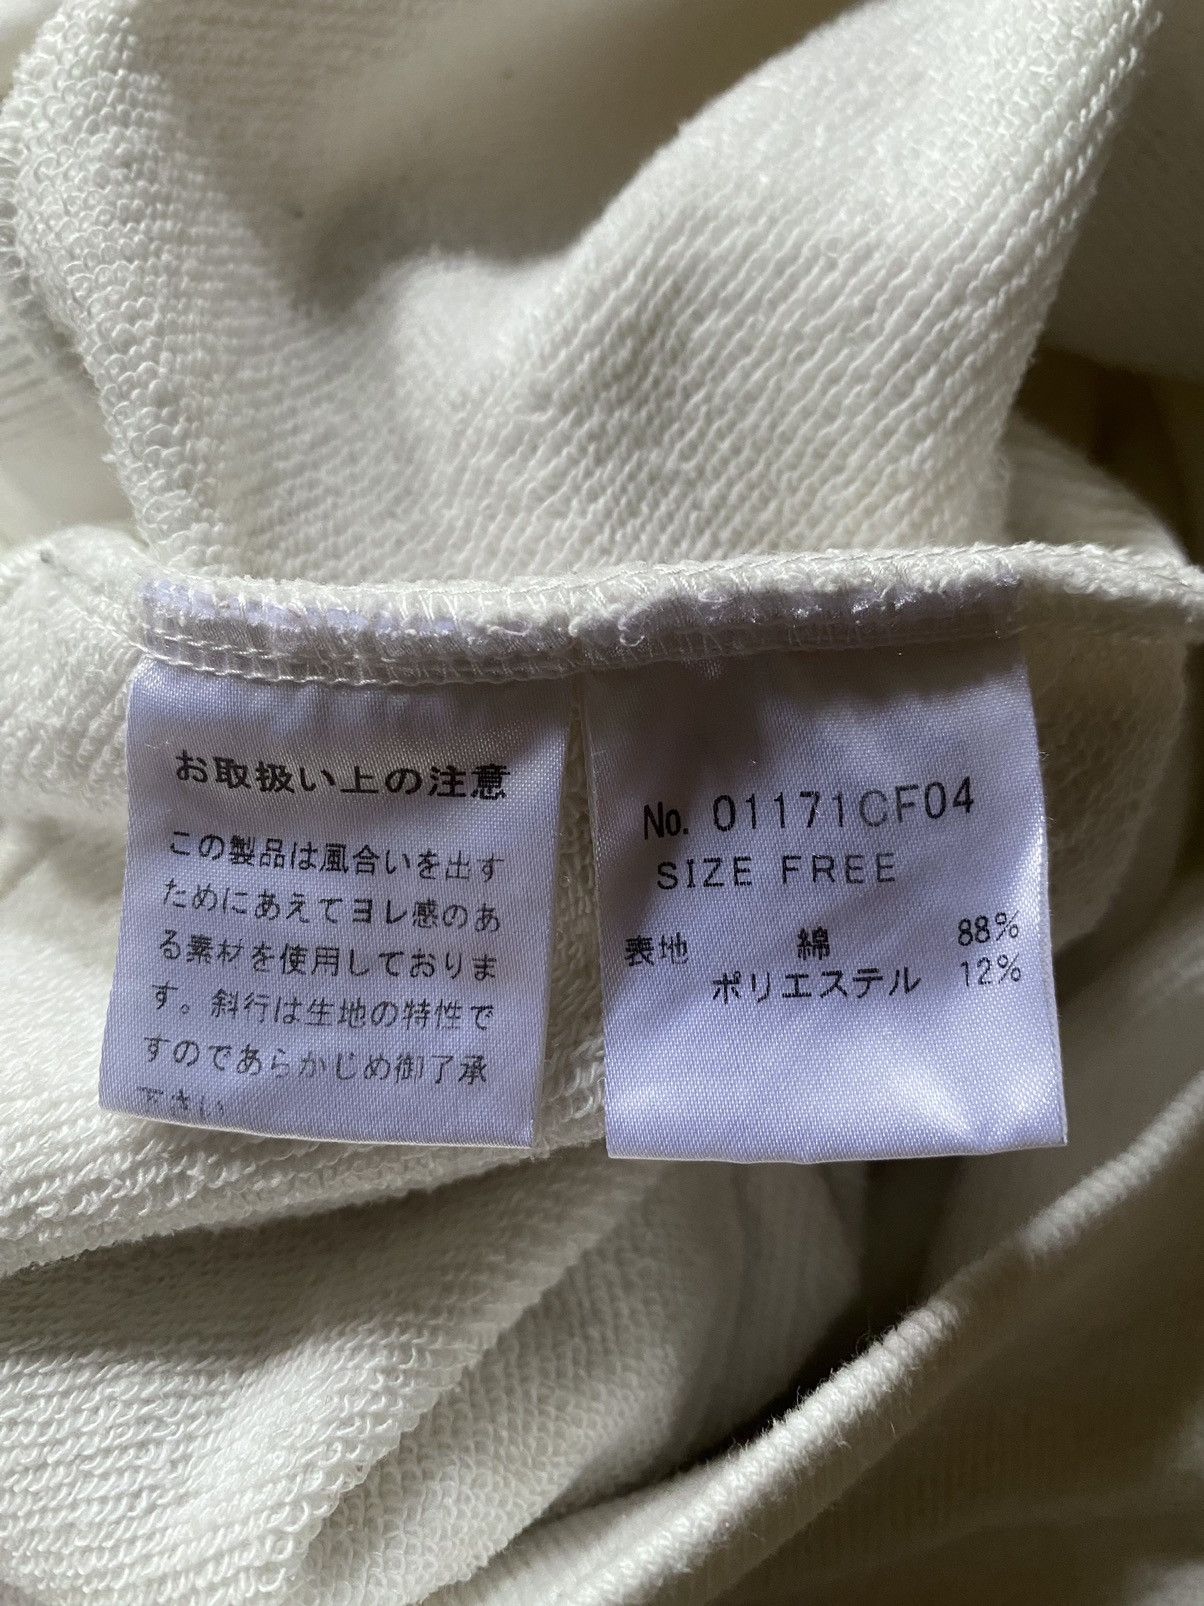 お取扱い上の注意
この製品は風合いを出す
ためにあえてヨレ感のあ
る素材を使用しておりま
す。斜行は生地の特性で
すのであらかじめ御了承
下さい
No. 01171CF04
SIZE FREE
表地 綿 88%
ポリエステル 12%